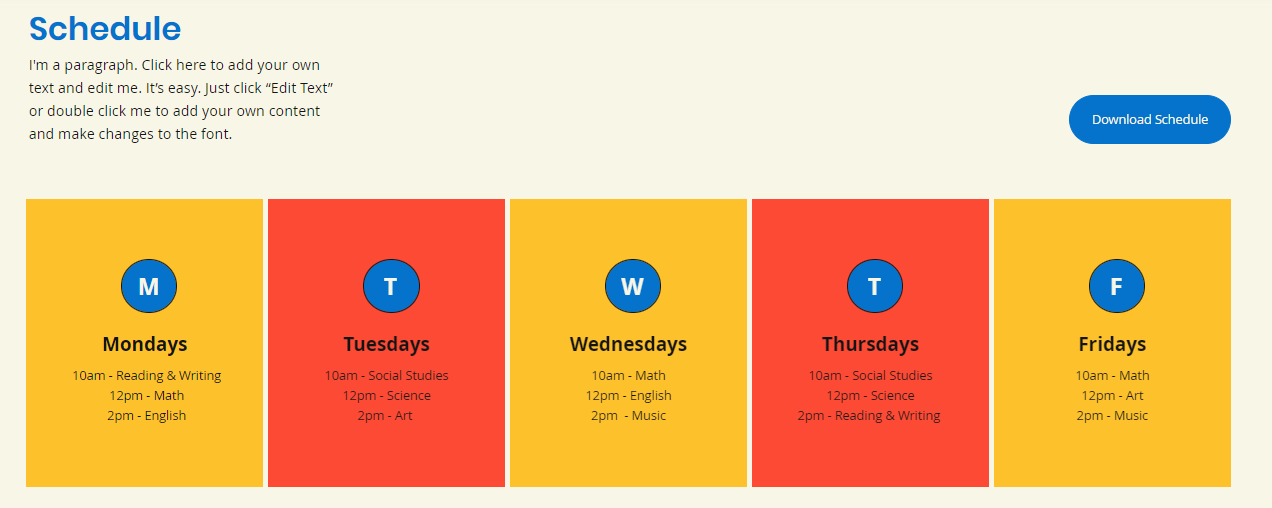 Schedule
I'm a paragraph. Click here to add your own
text and edit me. It’s easy. Just click “Edit Text”
or double click me to add your own content
and make changes to the font.
Download Schedule
M
Mondays
10am - Reading & Writing
12pm - Math
2pm - English
T
Tuesdays
10am - Social Studies
12pm - Science
2pm - Art
W
Wednesdays
10am - Math
12pm - English
2pm  - Music
T
Thursdays
10am - Social Studies
12pm - Science
2pm - Reading & Writing
F
Fridays
10am - Math
12pm - Art
2pm - Music